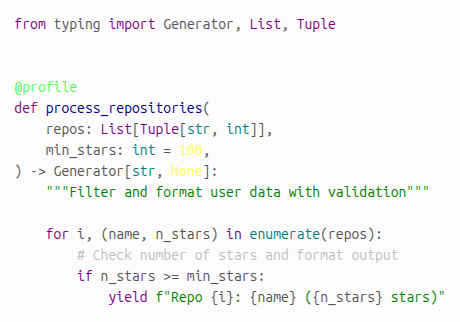 from typing import Generator, List, Tuple
@profile
def process_repositories(
    repos: List[Tuple[str, int]],
    min_stars: int = 100,
) -> Generator[str, None]:
    """Filter and format user data with validation"""
    for i, (name, n_stars) in enumerate(repos):
        # Check number of stars and format output
        if n_stars >= min_stars:
            yield f"Repo {i}: {name} ({n_stars} stars)"